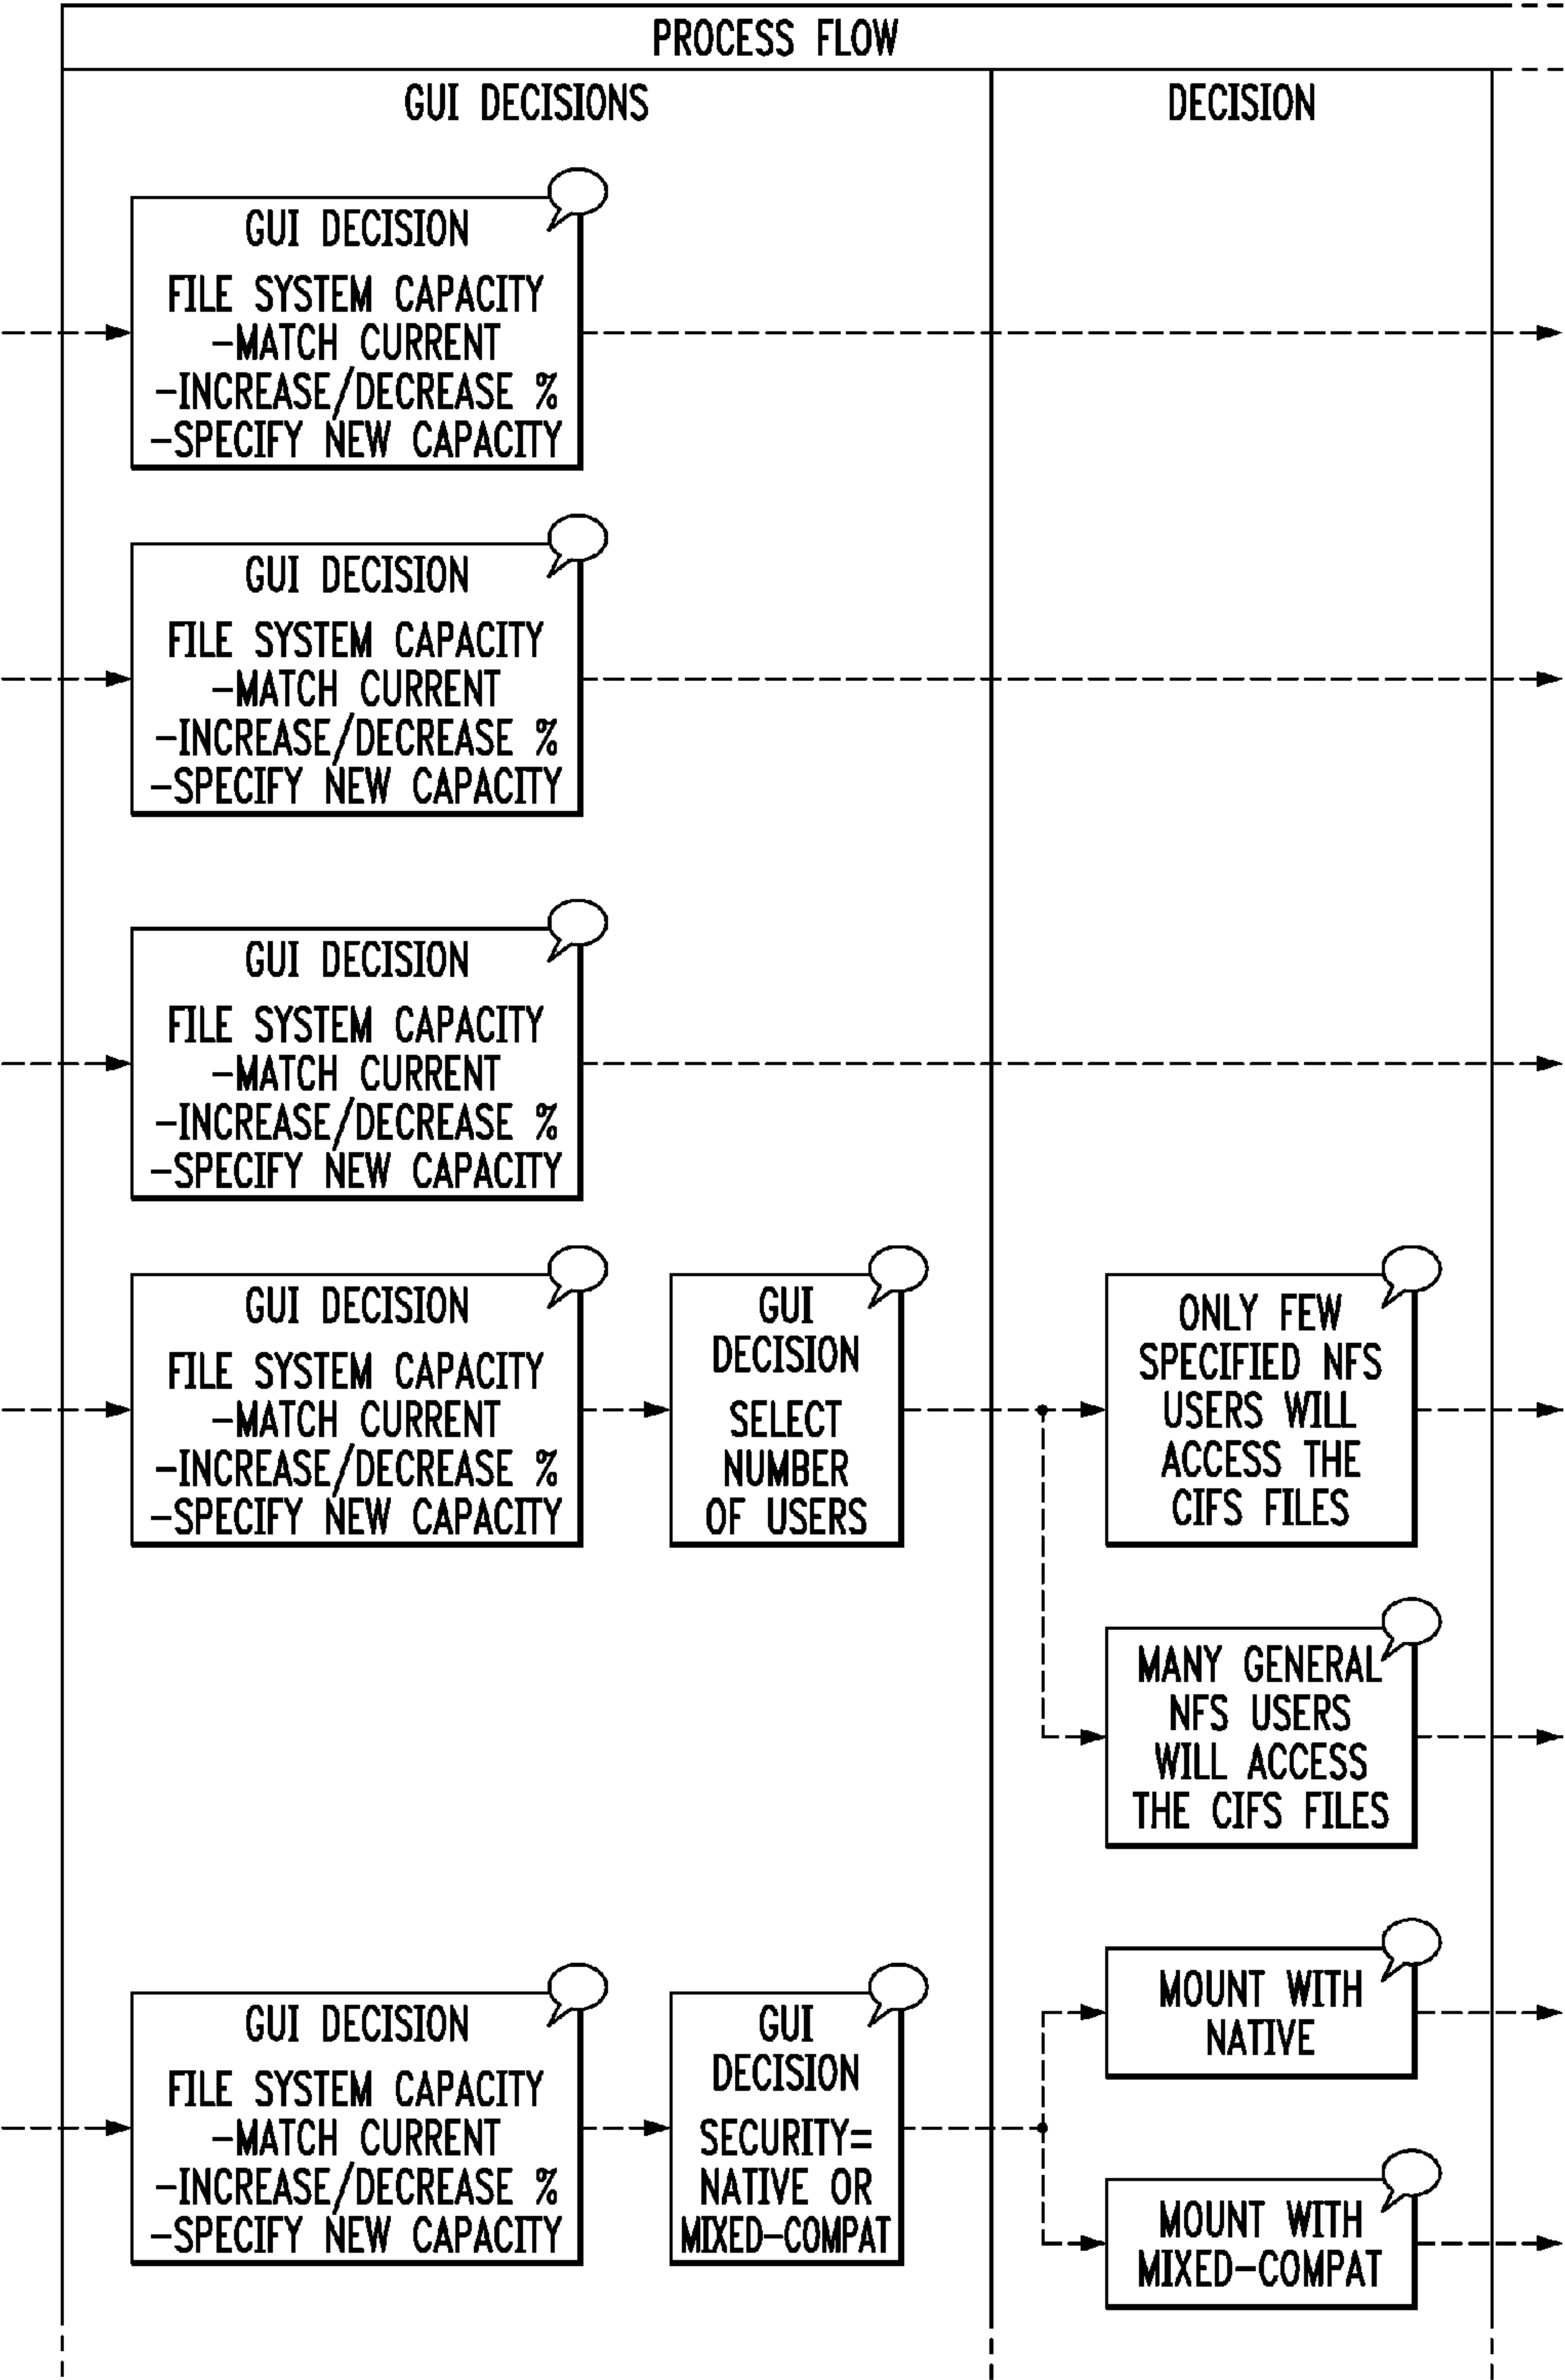 PROCESS FLOW
GUI DECISIONS
DECISION
GUI DECISION
FILE SYSTEM CAPACITY
-MATCH CURRENT
-INCREASE/DECREASE %
-SPECIFY NEW CAPACITY
GUI DECISION
FILE SYSTEM CAPACITY
-MATCH CURRENT
-INCREASE/DECREASE %
-SPECIFY NEW CAPACITY
GUI DECISION
FILE SYSTEM CAPACITY
-MATCH CURRENT
-INCREASE/DECREASE %
-SPECIFY NEW CAPACITY
GUI DECISION
FILE SYSTEM CAPACITY
-MATCH CURRENT
-INCREASE/DECREASE %
-SPECIFY NEW CAPACITY
GUI
DECISION
SELECT
NUMBER
OF USERS
ONLY FEW
SPECIFIED NFS
USERS WILL
ACCESS THE
CIFS FILES
MANY GENERAL
NFS USERS
WILL ACCESS
THE CIFS FILES
GUI DECISION
FILE SYSTEM CAPACITY
-MATCH CURRENT
-INCREASE/DECREASE %
-SPECIFY NEW CAPACITY
GUI
DECISION
SECURITY=
NATIVE OR
MIXED-COMPAT
MOUNT WITH
NATIVE
MOUNT WITH
MIXED-COMPAT